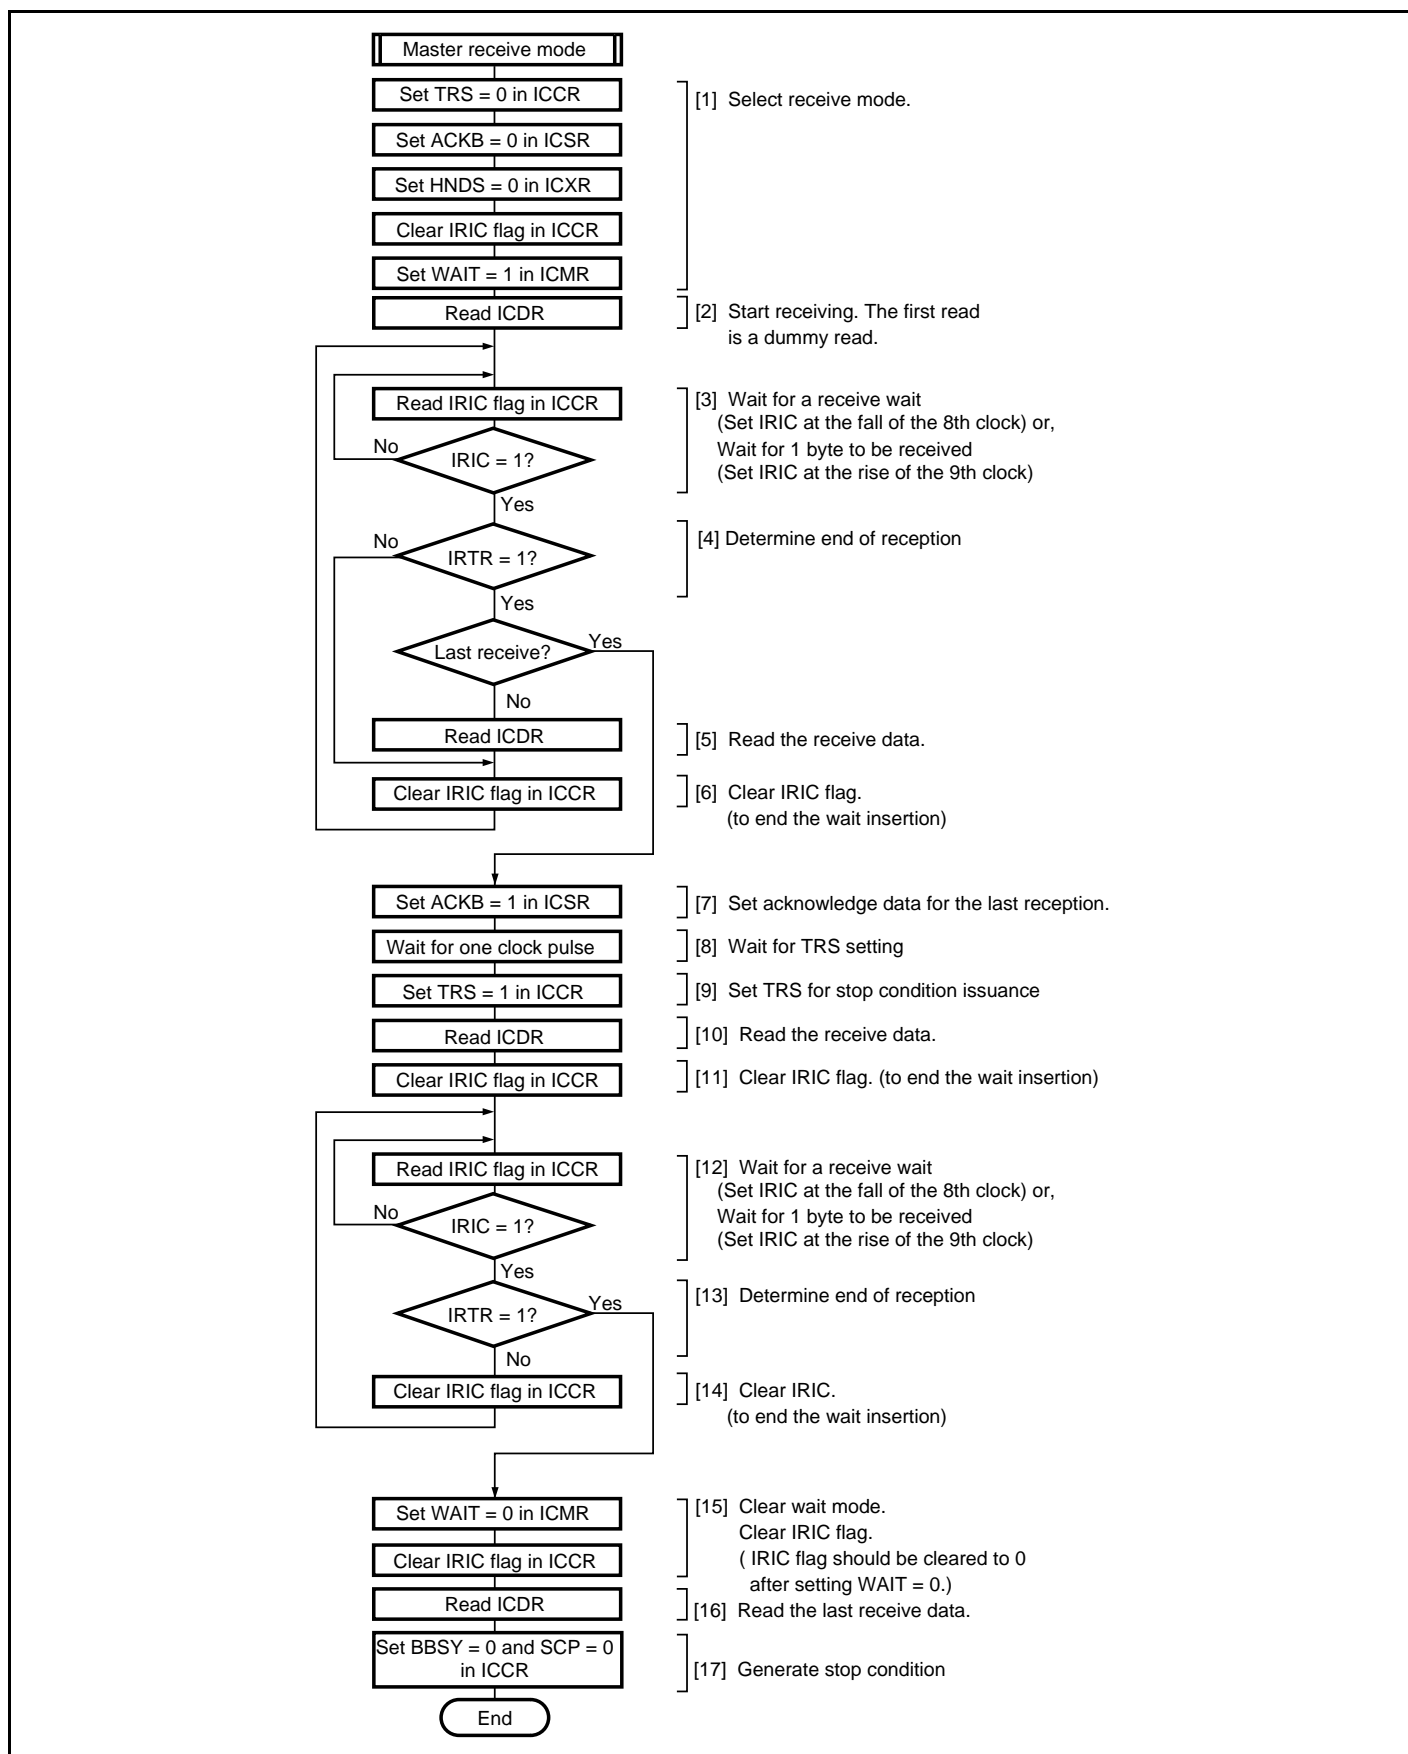 Master receive mode
Set TRS = 0 in ICCR
[1] Select receive mode.
Set ACKB = 0 in ICSR
Set HNDS = 0 in ICXR
Clear IRIC flag in ICCR
Set WAIT = 1 in ICMR
Read ICDR
[2] Start receiving. The first read
is a dummy read.
Read IRIC flag in ICCR
[3] Wait for a receive wait
(Set IRIC at the fall of the 8th clock) or,
Wait for 1 byte to be received
(Set IRIC at the rise of the 9th clock)
No
IRIC = 1?
Yes
No
IRTR = 1?
[4] Determine end of reception
Yes
Last receive?
Yes
No
Read ICDR
[5] Read the receive data.
Clear IRIC flag in ICCR
[6] Clear IRIC flag.
(to end the wait insertion)
Set ACKB = 1 in ICSR
[7] Set acknowledge data for the last reception.
Wait for one clock pulse
[8] Wait for TRS setting
Set TRS = 1 in ICCR
[9] Set TRS for stop condition issuance
Read ICDR
[10] Read the receive data.
Clear IRIC flag in ICCR
[11] Clear IRIC flag. (to end the wait insertion)
Read IRIC flag in ICCR
[12] Wait for a receive wait
(Set IRIC at the fall of the 8th clock) or,
Wait for 1 byte to be received
(Set IRIC at the rise of the 9th clock)
No
IRIC = 1?
Yes
IRTR = 1?
Yes
[13] Determine end of reception
No
Clear IRIC flag in ICCR
[14] Clear IRIC.
(to end the wait insertion)
Set WAIT = 0 in ICMR
[15] Clear wait mode.
Clear IRIC flag.
( IRIC flag should be cleared to 0
after setting WAIT = 0.)
Clear IRIC flag in ICCR
Read ICDR
[16] Read the last receive data.
Set BBSY = 0 and SCP = 0
in ICCR
[17] Generate stop condition
End